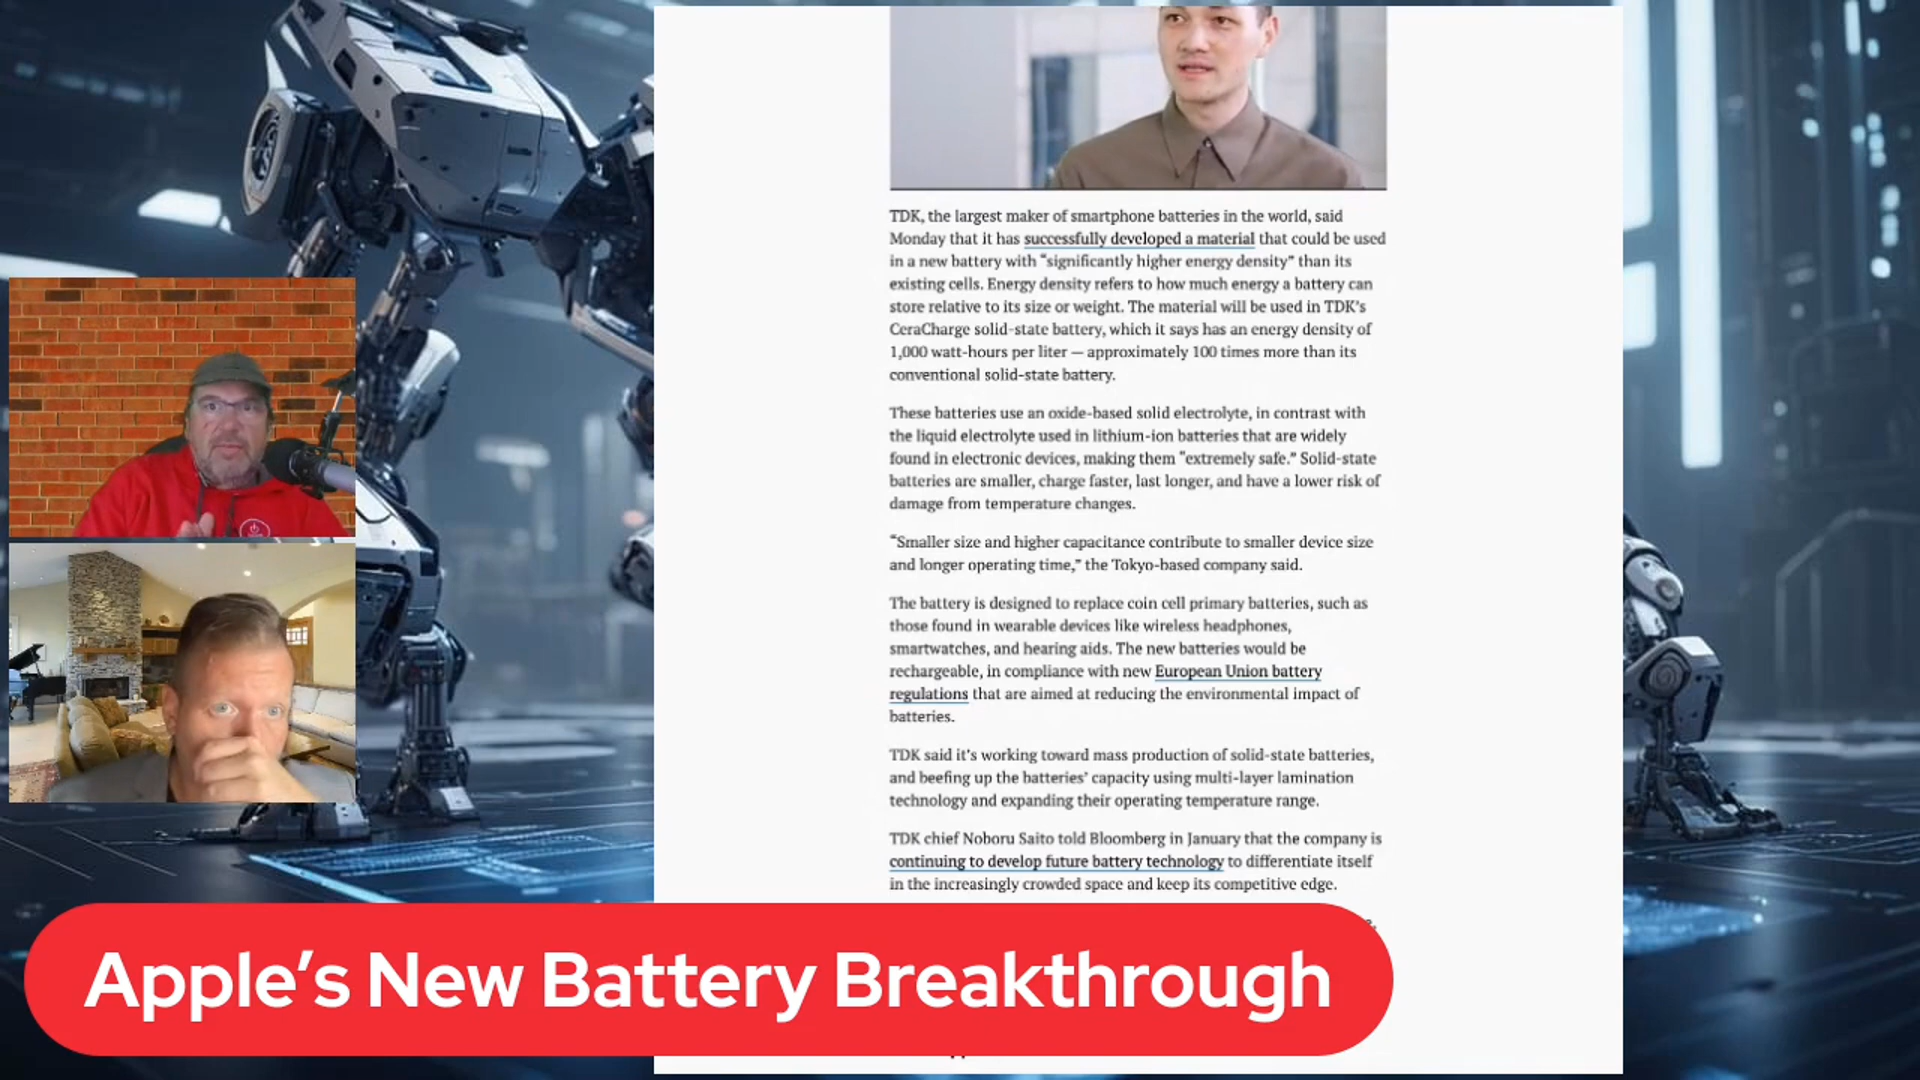 TDK, the largest maker of smartphone batteries in the world, said
Monday that it has successfully developed a material that could be used
in a new battery with “significantly higher energy density” than its
existing cells. Energy density refers to how much energy a battery can
store relative to its size or weight. The material will be used in TDK’s
CeraCharge solid-state battery, which it says has an energy density of
1,000 watt-hours per liter — approximately 100 times more than its
conventional solid-state battery.
These batteries use an oxide-based solid electrolyte, in contrast with
the liquid electrolyte used in lithium-ion batteries that are widely
found in electronic devices, making them “extremely safe.” Solid-state
batteries are smaller, charge faster, last longer, and have a lower risk of
damage from temperature changes.
“Smaller size and higher capacitance contribute to smaller device size
and longer operating time,” the Tokyo-based company said.
The battery is designed to replace coin cell primary batteries, such as
those found in wearable devices like wireless headphones,
smartwatches, and hearing aids. The new batteries would be
rechargeable, in compliance with new European Union battery
regulations that are aimed at reducing the environmental impact of
batteries.
TDK said it’s working toward mass production of solid-state batteries,
and beefing up the batteries’ capacity using multi-layer lamination
technology and expanding their operating temperature range.
TDK chief Noboru Saito told Bloomberg in January that the company is
continuing to develop future battery technology to differentiate itself
in the increasingly crowded space and keep its competitive edge.
Apple’s New Battery Breakthrough